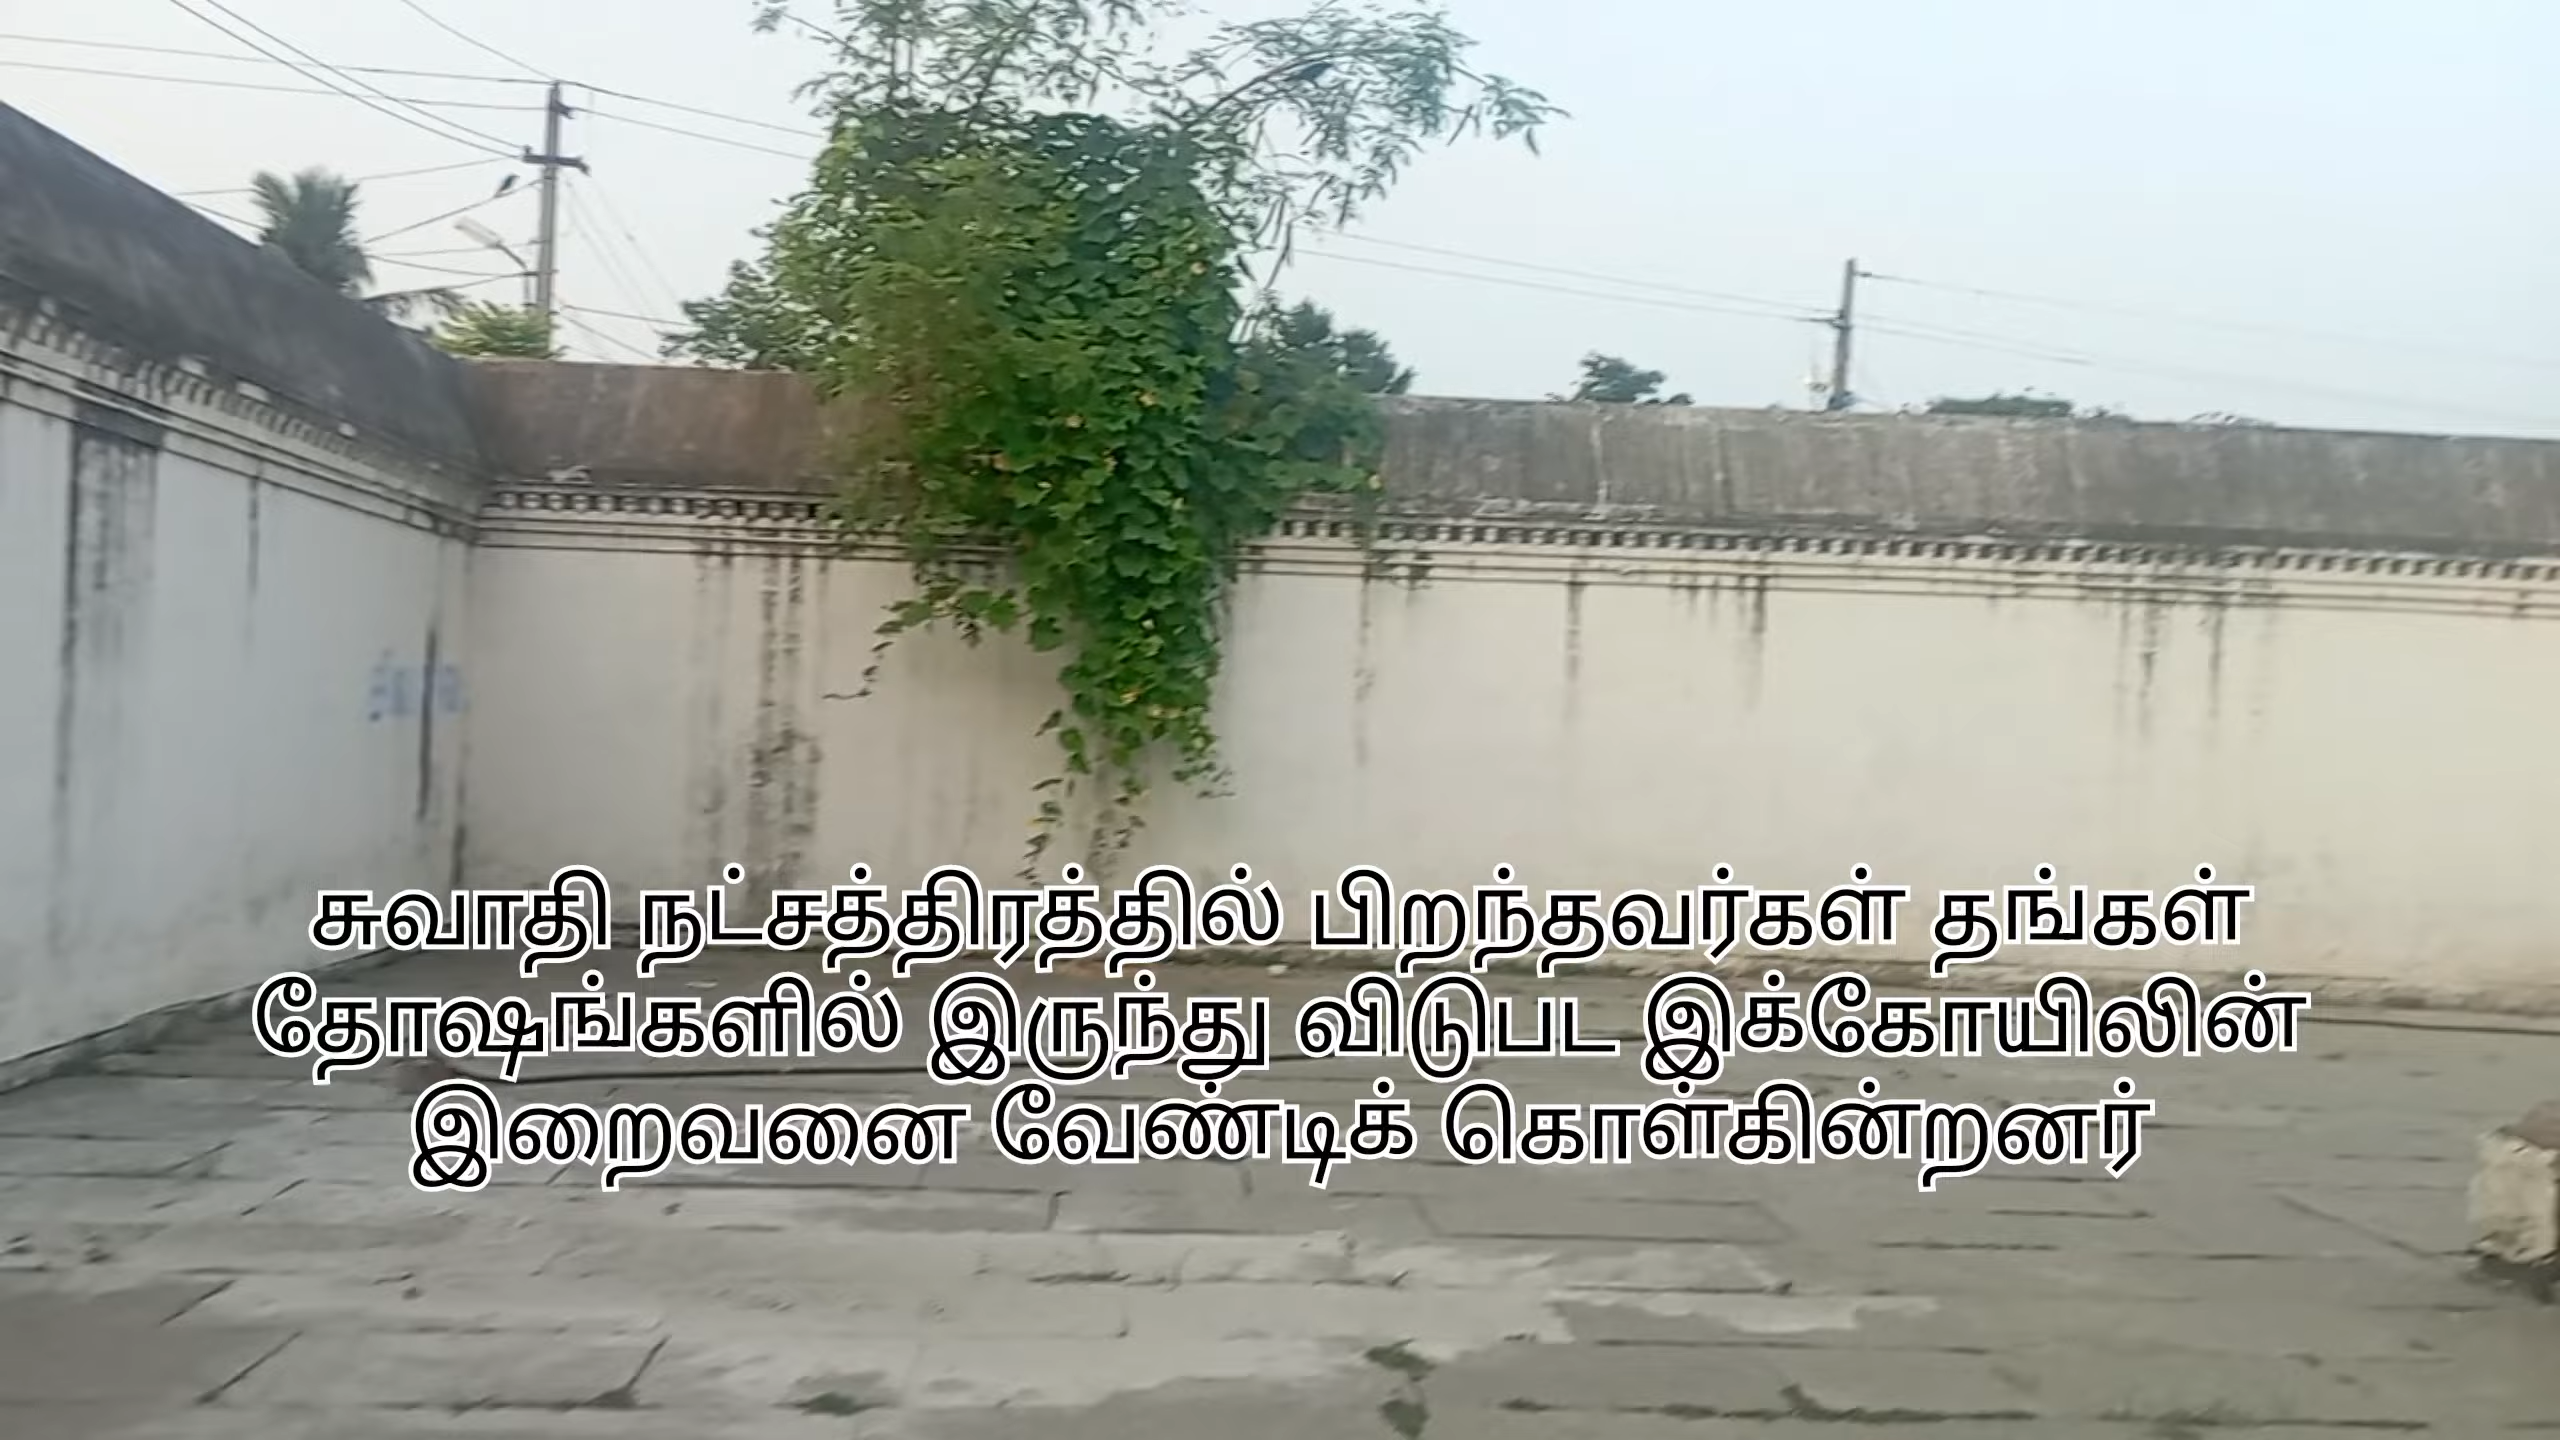 சுவாதி நட்சத்திரத்தில் பிறந்தவர்கள் தங்கள்
தோஷங்களில் இருந்து விடுபட இக்கோயிலின்
இறைவனை வேண்டிக் கொள்கின்றனர்